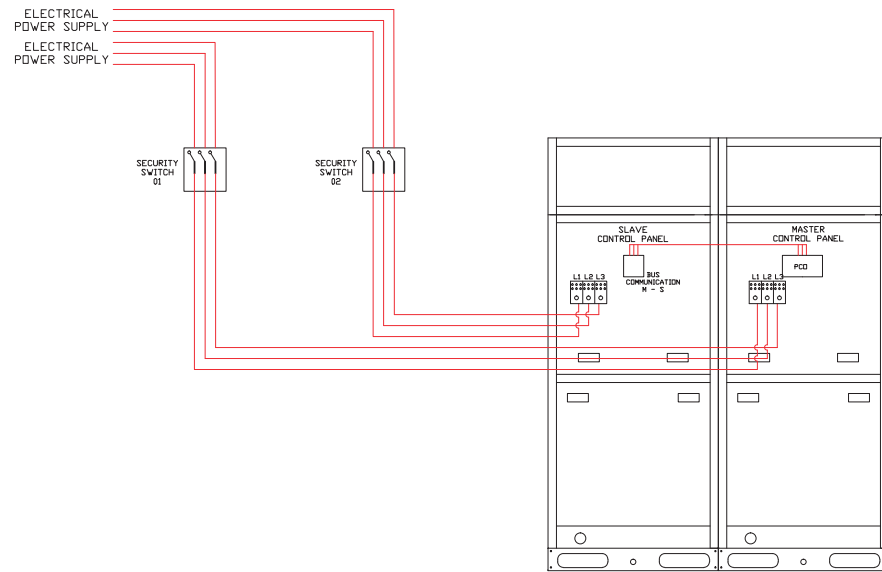 ELECTRICAL
POWER SUPPLY
ELECTRICAL
POWER SUPPLY
SECURITY
SWITCH
01
SECURITY
SWITCH
02
SLAVE
CONTROL PANEL
MASTER
CONTROL PANEL
PCO
BUS
COMMUNICATION
M - S
L1 L2 L3
L1 L2 L3